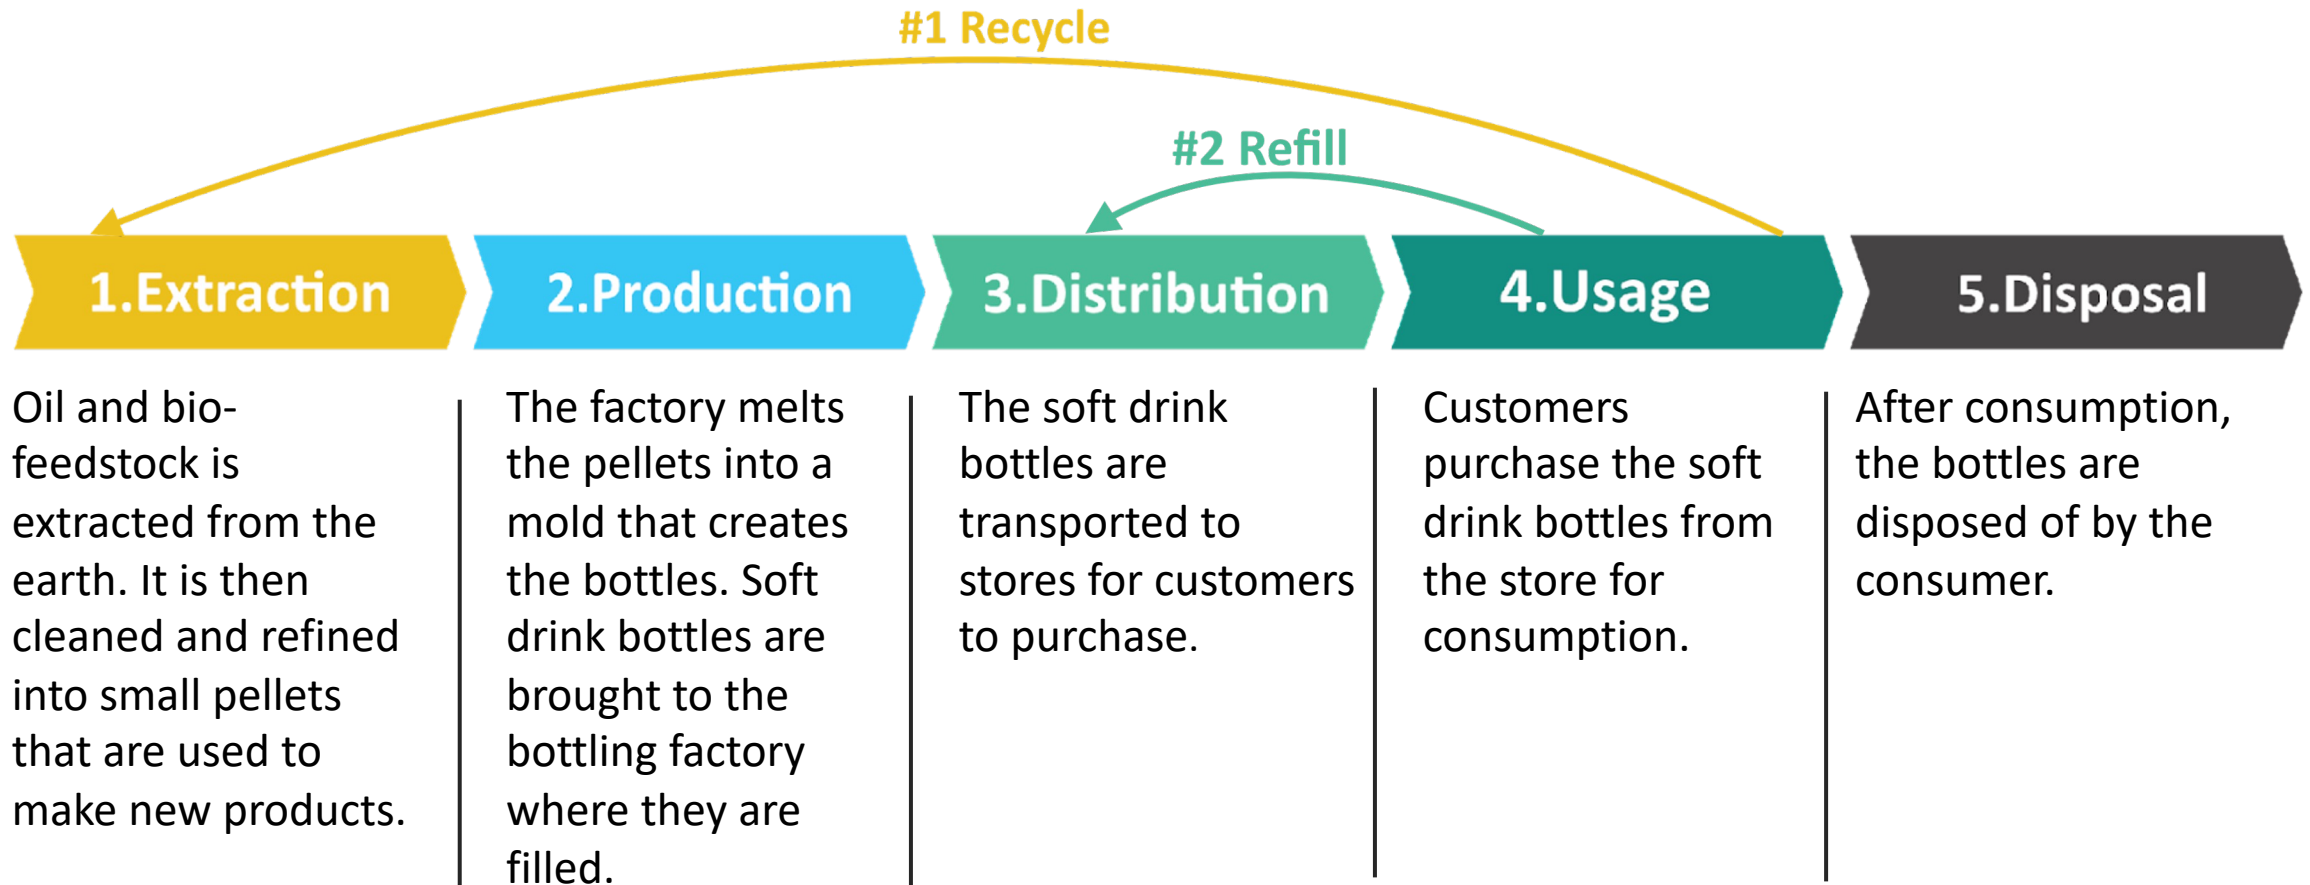 #1 Recycle
#2 Refill
1.Extraction
2.Production
3.Distribution
4.Usage
5.Disposal
Oil and bio-
feedstock is
extracted from the
earth. It is then
cleaned and refined
into small pellets
that are used to
make new products.
The factory melts
the pellets into a
mold that creates
the bottles. Soft
drink bottles are
brought to the
bottling factory
where they are
filled.
The soft drink
bottles are
transported to
stores for customers
to purchase.
Customers
purchase the soft
drink bottles from
the store for
consumption.
After consumption,
the bottles are
disposed of by the
consumer.